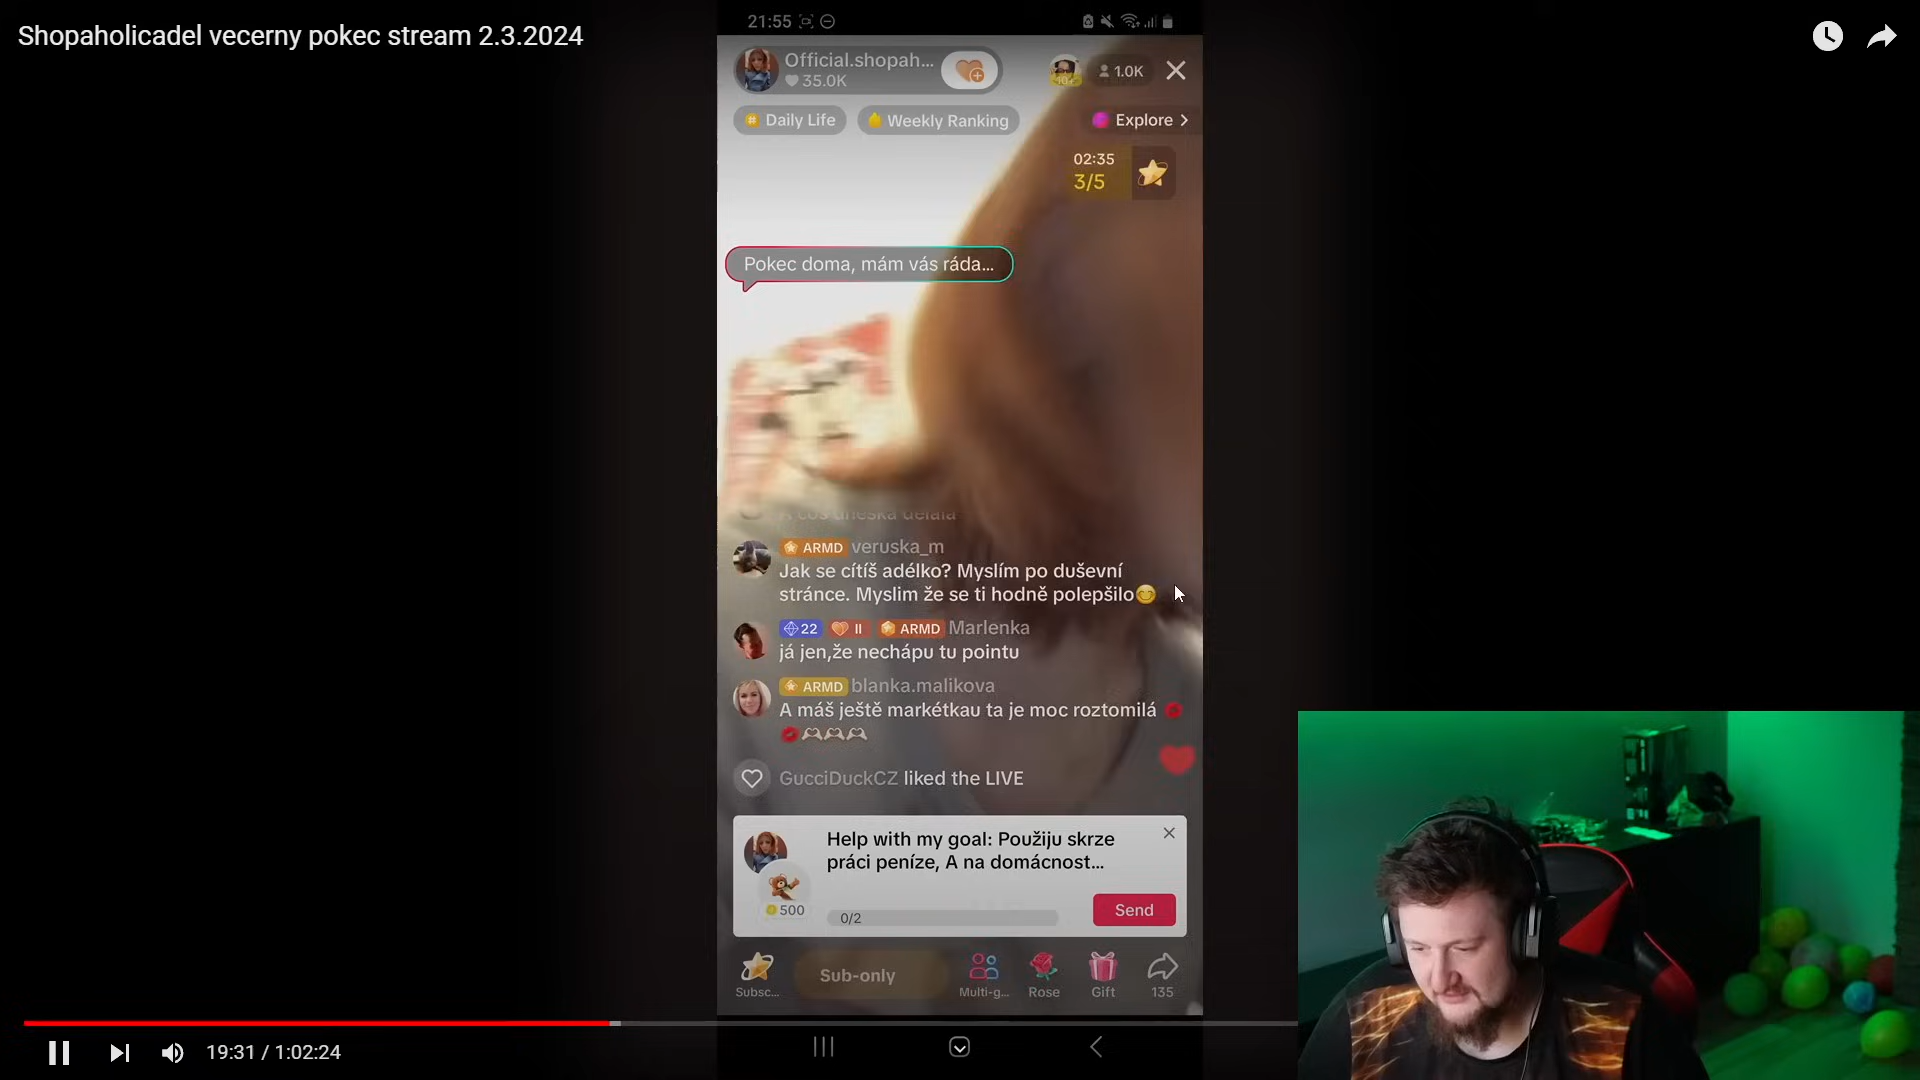 Shopaholicadel vecerny pokec stream 2.3.2024
21:55
Official.shopah...
35.0K
1.0K
Daily Life
Weekly Ranking
Explore
02:35
3/5
Pokec doma, mám vás ráda...
ARMD veruska_m
Jak se cítíš adélko? Myslím po duševní
stránce. Myslim že se ti hodně polepšilo😊
22 II ARMD Marlenka
já jen,že nechápu tu pointu
ARMD blanka.malikova
A máš ještě markétkau ta je moc roztomilá
GucciDuckCZ liked the LIVE
Help with my goal: Použiju skrze
práci peníze, A na domácnost...
500
0/2
Send
Sub-only
Subsc...
Multi-g...
Rose
Gift
135
19:31 / 1:02:24